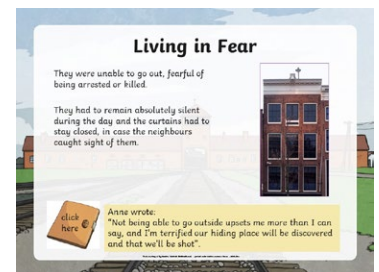 Living in Fear
They were unable to go out, fearful of
being arrested or killed.
They had to remain absolutely silent
during the day and the curtains had to
stay closed, in case the neighbours
caught sight of them.
click
here
Anne wrote:
"Not being able to go outside upsets me more than I can
say, and I'm terrified our hiding place will be discovered
and that we'll be shot".